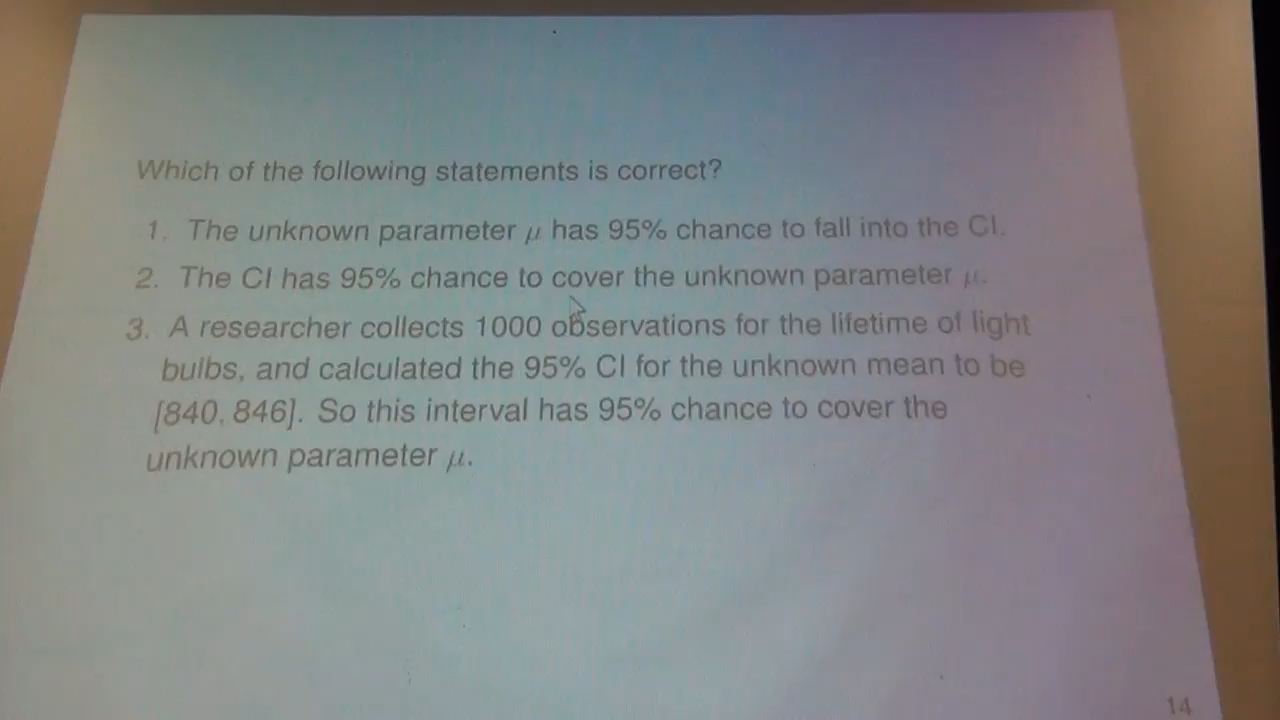 Which of the following statements is correct?
1. The unknown parameter μ has 95% chance to fall into the CI.
2. The CI has 95% chance to cover the unknown parameter μ.
3. A researcher collects 1000 observations for the lifetime of light
bulbs, and calculated the 95% CI for the unknown mean to be
[840, 846]. So this interval has 95% chance to cover the
unknown parameter μ.
14